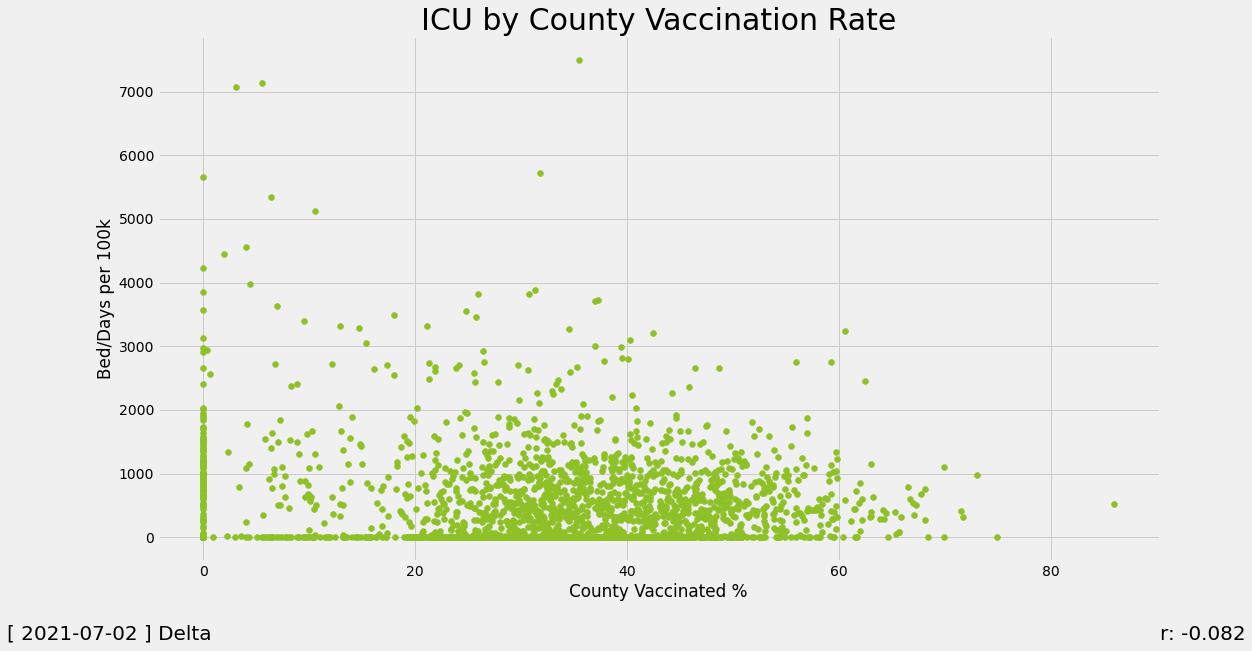 ICU by County Vaccination Rate
7000
6000
5000
4000
3000
2000
1000
0
Bed/Days per 100k
0 20 40 60 80
County Vaccinated %
[ 2021-07-02 ] Delta
r: -0.082